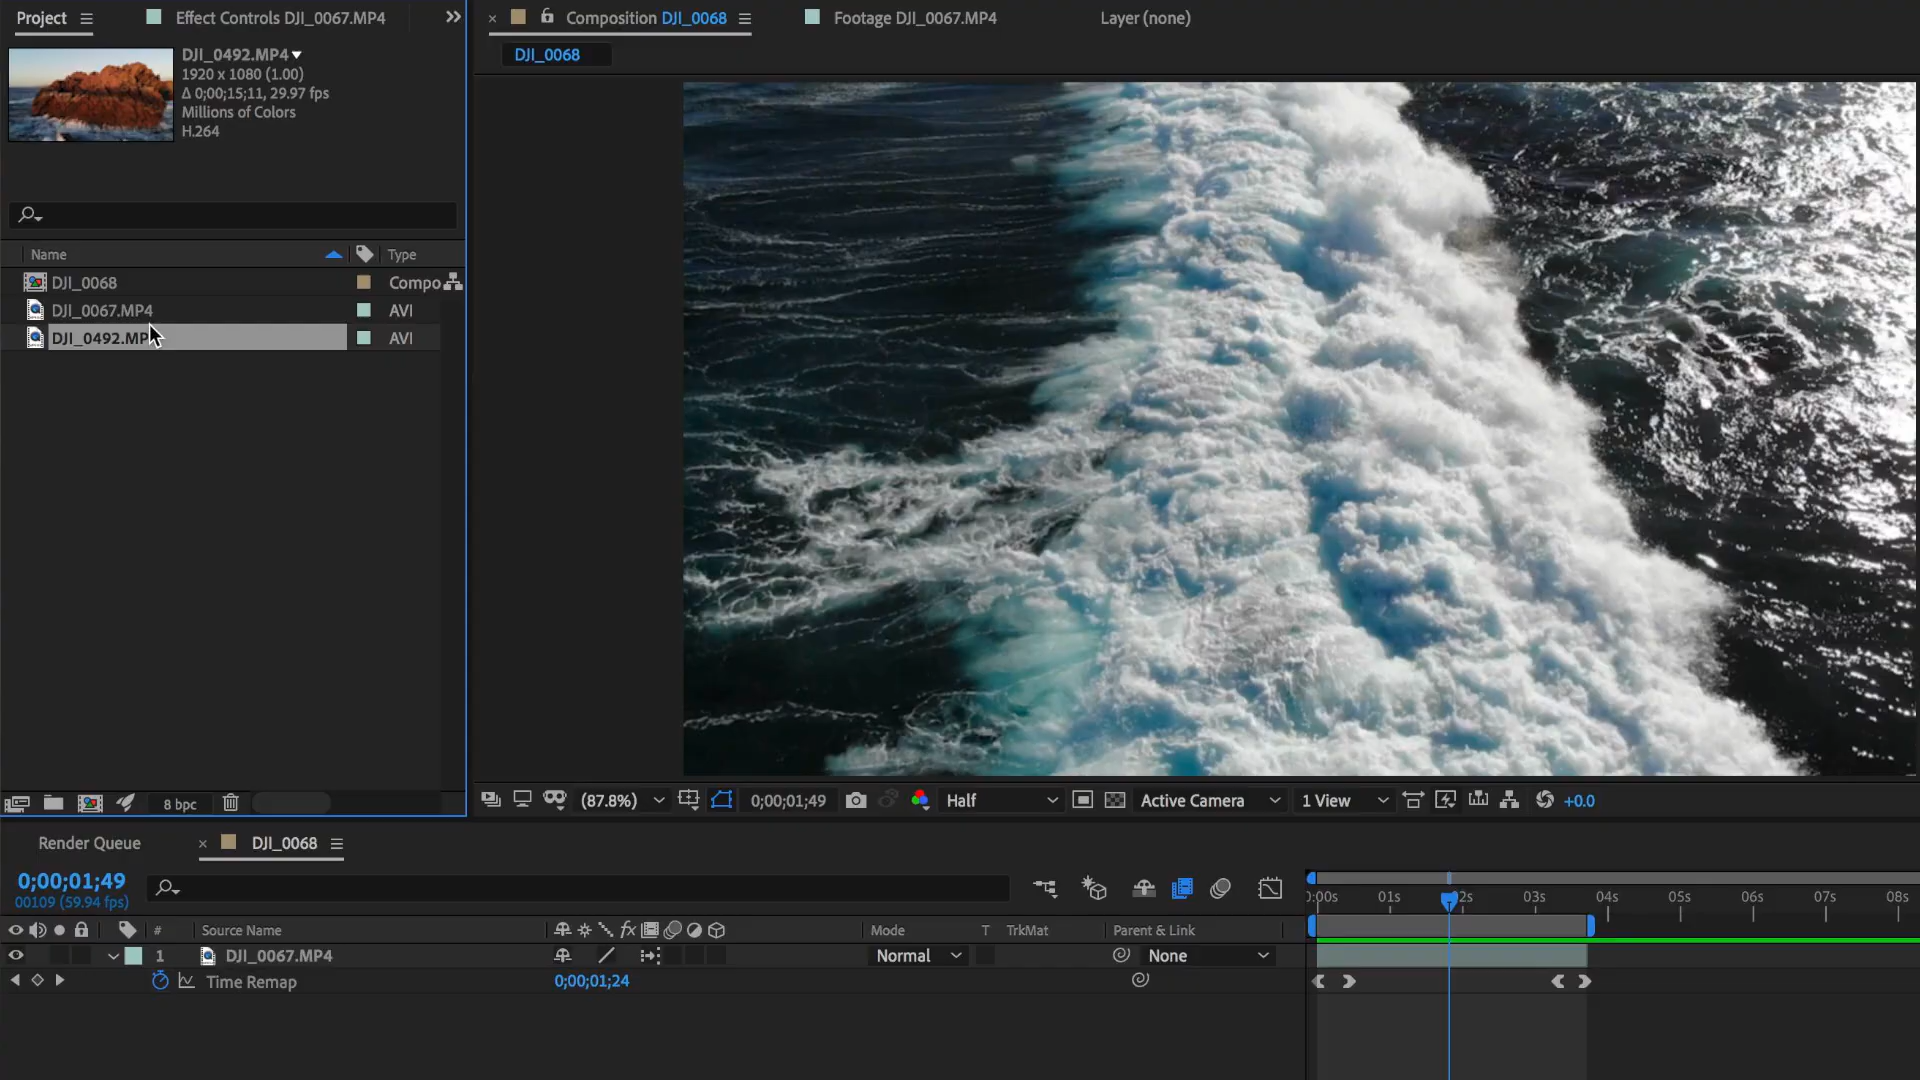 Project
Effect Controls DJI_0067.MP4
Composition DJI_0068
Footage DJI_0067.MP4
Layer (none)
DJI_0068
DJI_0492.MP4
1920 x 1080 (1.00)
Δ 0;00;15;11, 29.97 fps
Millions of Colors
H.264
Name
Type
DJI_0068
Compo
DJI_0067.MP4
AVI
DJI_0492.MP
AVI
8 bpc
(87.8%)
0;00;01;49
Half
Active Camera
1 View
+0.0
Render Queue
DJI_0068
0;00;01;49
00109 (59.94 fps)
):00s 01s 2s 03s 04s 05s 06s 07s 08s
# Source Name
fx
Mode
T
TrkMat
Parent & Link
1
DJI_0067.MP4
Normal
None
Time Remap
0;00;01;24